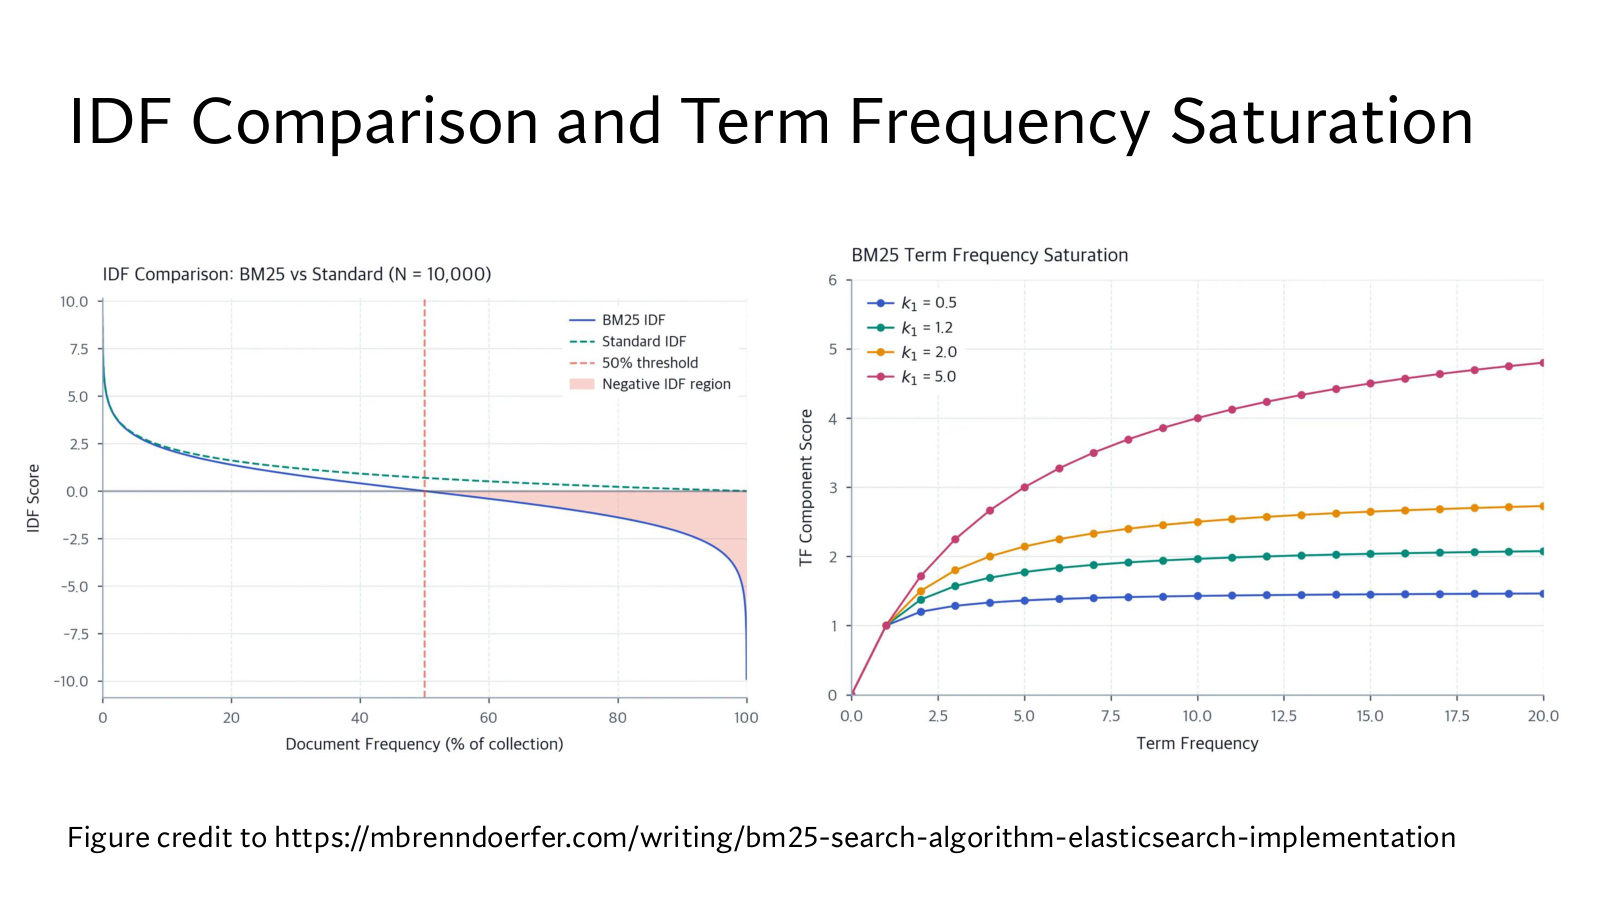 IDF Comparison and Term Frequency Saturation
IDF Comparison: BM25 vs Standard (N = 10,000)
BM25 IDF
Standard IDF
50% threshold
Negative IDF region
IDF Score
10.0
7.5
5.0
2.5
0.0
−2.5
−5.0
−7.5
−10.0
0 20 40 60 80 100
Document Frequency (% of collection)
BM25 Term Frequency Saturation
k₁ = 0.5
k₁ = 1.2
k₁ = 2.0
k₁ = 5.0
TF Component Score
6
5
4
3
2
1
0
0.0 2.5 5.0 7.5 10.0 12.5 15.0 17.5 20.0
Term Frequency
Figure credit to https://mbrenndoerfer.com/writing/bm25-search-algorithm-elasticsearch-implementation